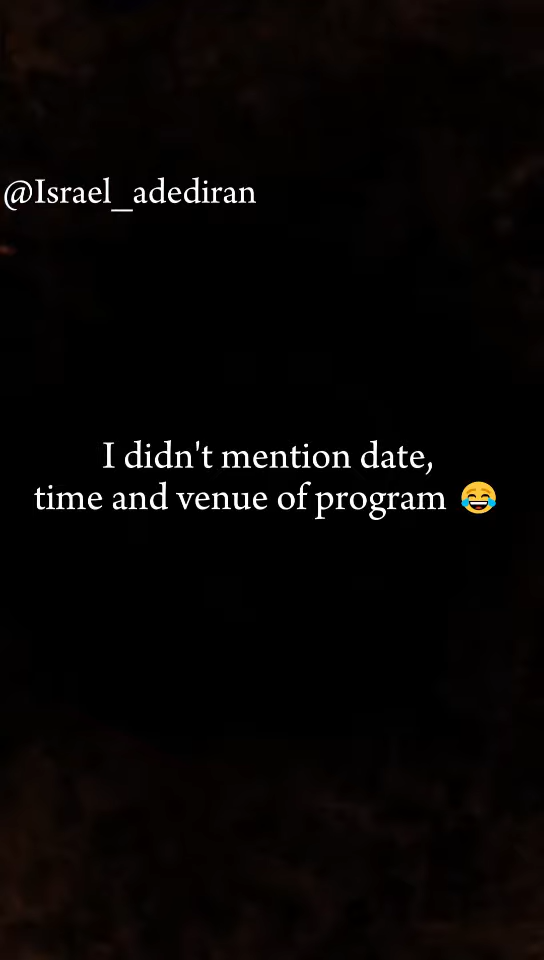 @Israel_adediran
I didn't mention date,
time and venue of program 😂